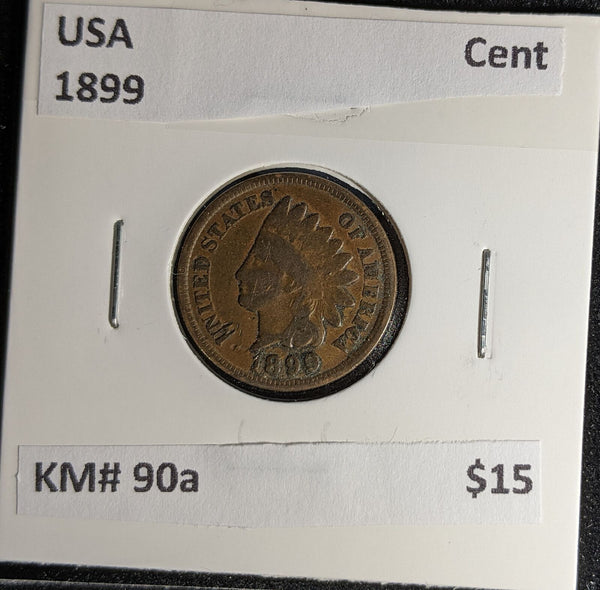 USA Cent
1899
UNITED STATES OF AMERICA
1899
KM# 90a $15